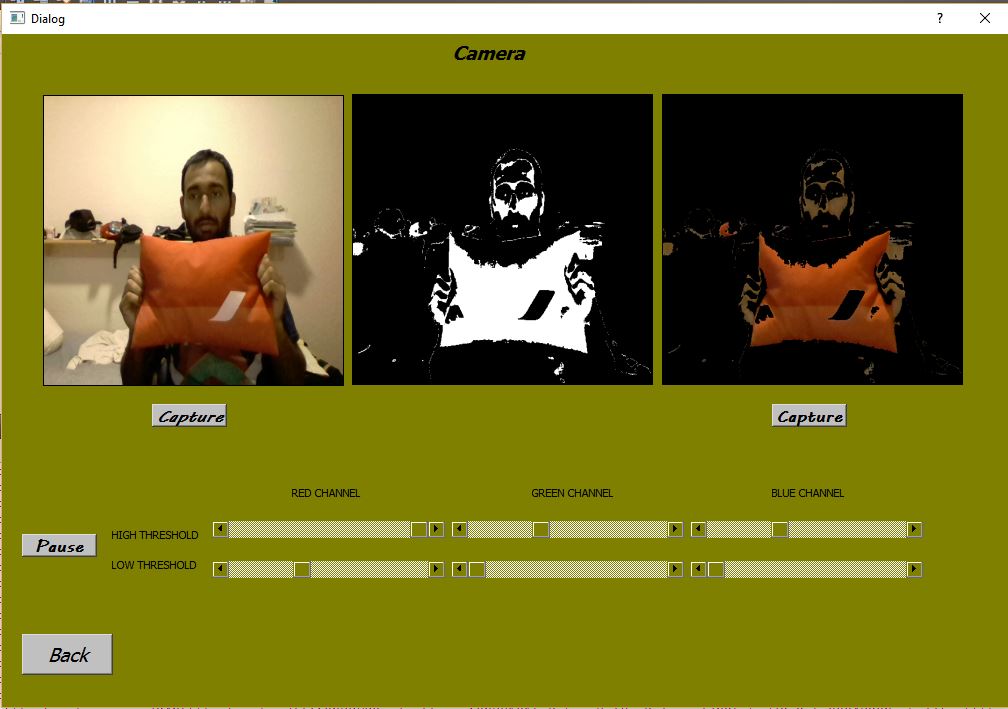 Dialog
?
Camera
Capture
Capture
RED CHANNEL
GREEN CHANNEL
BLUE CHANNEL
HIGH THRESHOLD
Pause
LOW THRESHOLD
Back